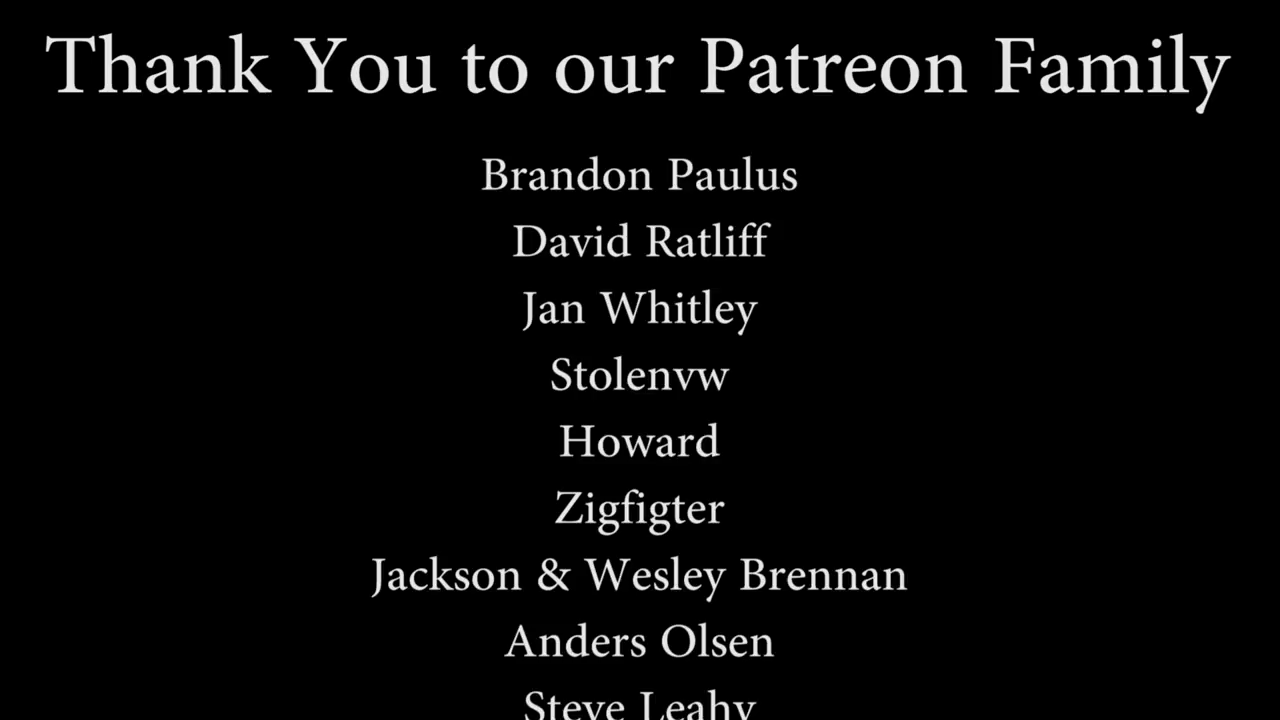 Thank You to our Patreon Family
Brandon Paulus
David Ratliff
Jan Whitley
Stolenvw
Howard
Zigfigter
Jackson & Wesley Brennan
Anders Olsen
Steve Leahy